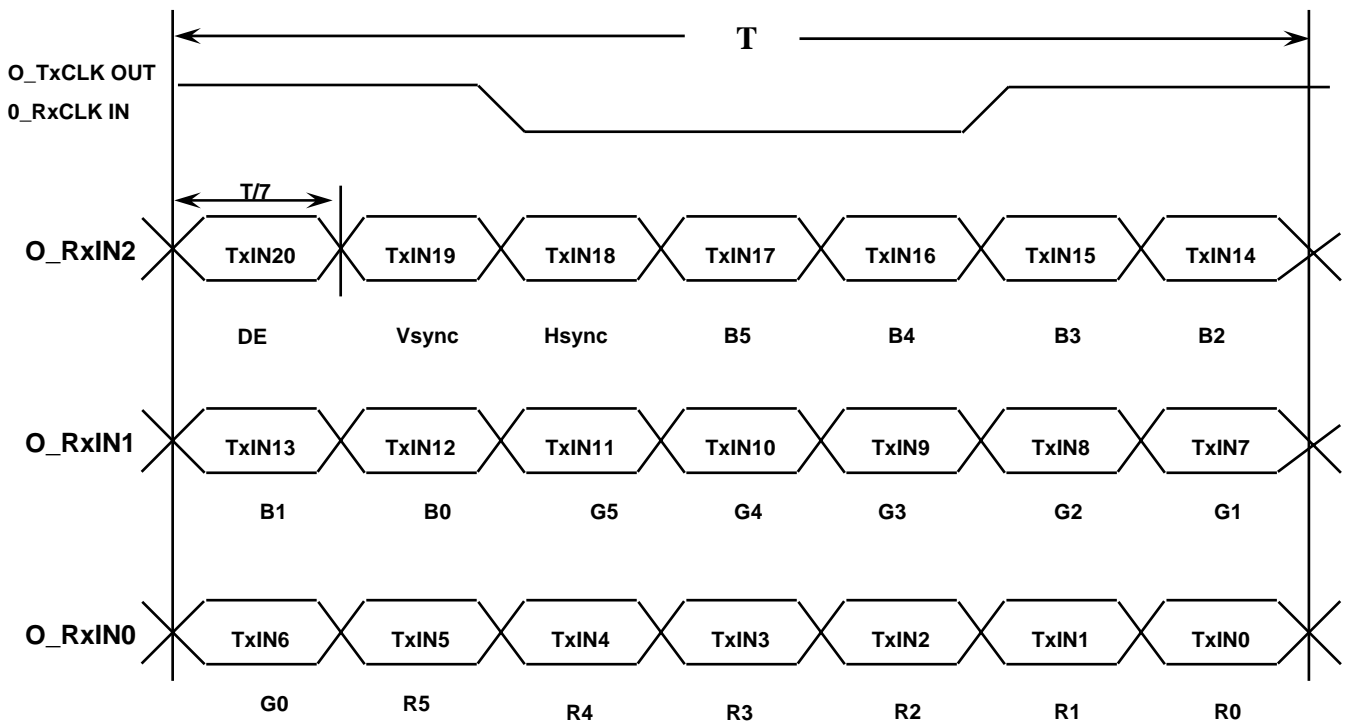 T
O_TxCLK OUT
0_RxCLK IN
T/7
O_RxIN2 TxIN20 TxIN19 TxIN18 TxIN17 TxIN16 TxIN15 TxIN14
DE Vsync Hsync B5 B4 B3 B2
O_RxIN1 TxIN13 TxIN12 TxIN11 TxIN10 TxIN9 TxIN8 TxIN7
B1 B0 G5 G4 G3 G2 G1
O_RxIN0 TxIN6 TxIN5 TxIN4 TxIN3 TxIN2 TxIN1 TxIN0
G0 R5 R4 R3 R2 R1 R0